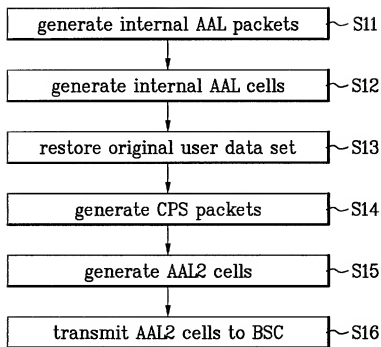 generate internal AAL packets S11
generate internal AAL cells S12
restore original user data set S13
generate CPS packets S14
generate AAL2 cells S15
transmit AAL2 cells to BSC S16